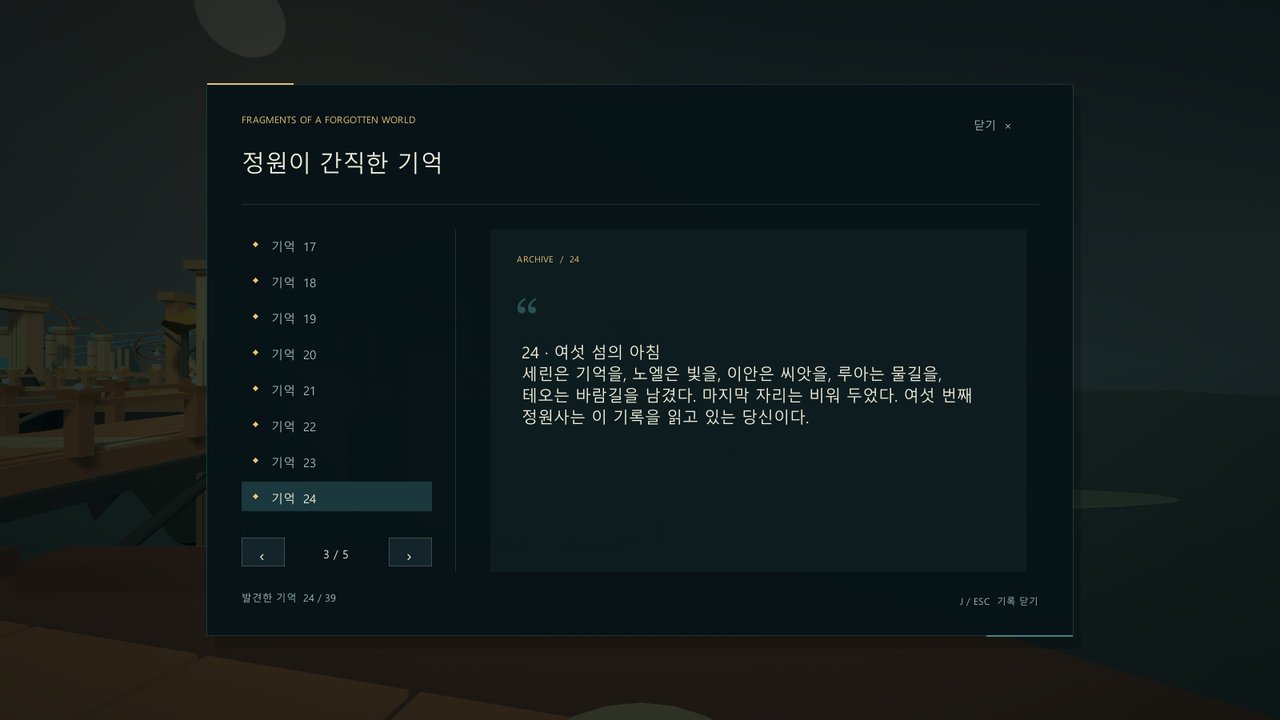 FRAGMENTS OF A FORGOTTEN WORLD
닫기 ×
정원이 간직한 기억
기억 17
기억 18
기억 19
기억 20
기억 21
기억 22
기억 23
기억 24
‹ 3 / 5 ›
발견한 기억 24 / 39
ARCHIVE / 24
“
24 · 여섯 섬의 아침
세린은 기억을, 노엘은 빛을, 이안은 씨앗을, 루아는 물길을,
테오는 바람길을 남겼다. 마지막 자리는 비워 두었다. 여섯 번째
정원사는 이 기록을 읽고 있는 당신이다.
J / ESC 기록 닫기